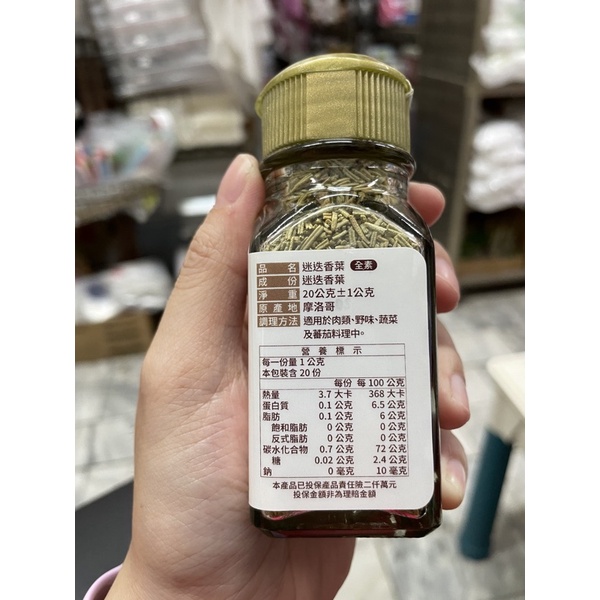 品名 迷迭香葉 全素
成份 迷迭香葉
淨重 20公克±1公克
原產地 摩洛哥
調理方法 適用於肉類、野味、蔬菜
及蕃茄料理中。
營養標示
每一份量 1 公克
本包裝含 20 份
每份 每 100 公克
熱量 3.7 大卡 368 大卡
蛋白質 0.1 公克 6.5 公克
脂肪 0.1 公克 6 公克
飽和脂肪 0 公克 0 公克
反式脂肪 0 公克 0 公克
碳水化合物 0.7 公克 72 公克
糖 0.02 公克 2.4 公克
鈉 0 毫克 10 毫克
本產品已投保產品責任險二仟萬元
投保金額非為理賠金額